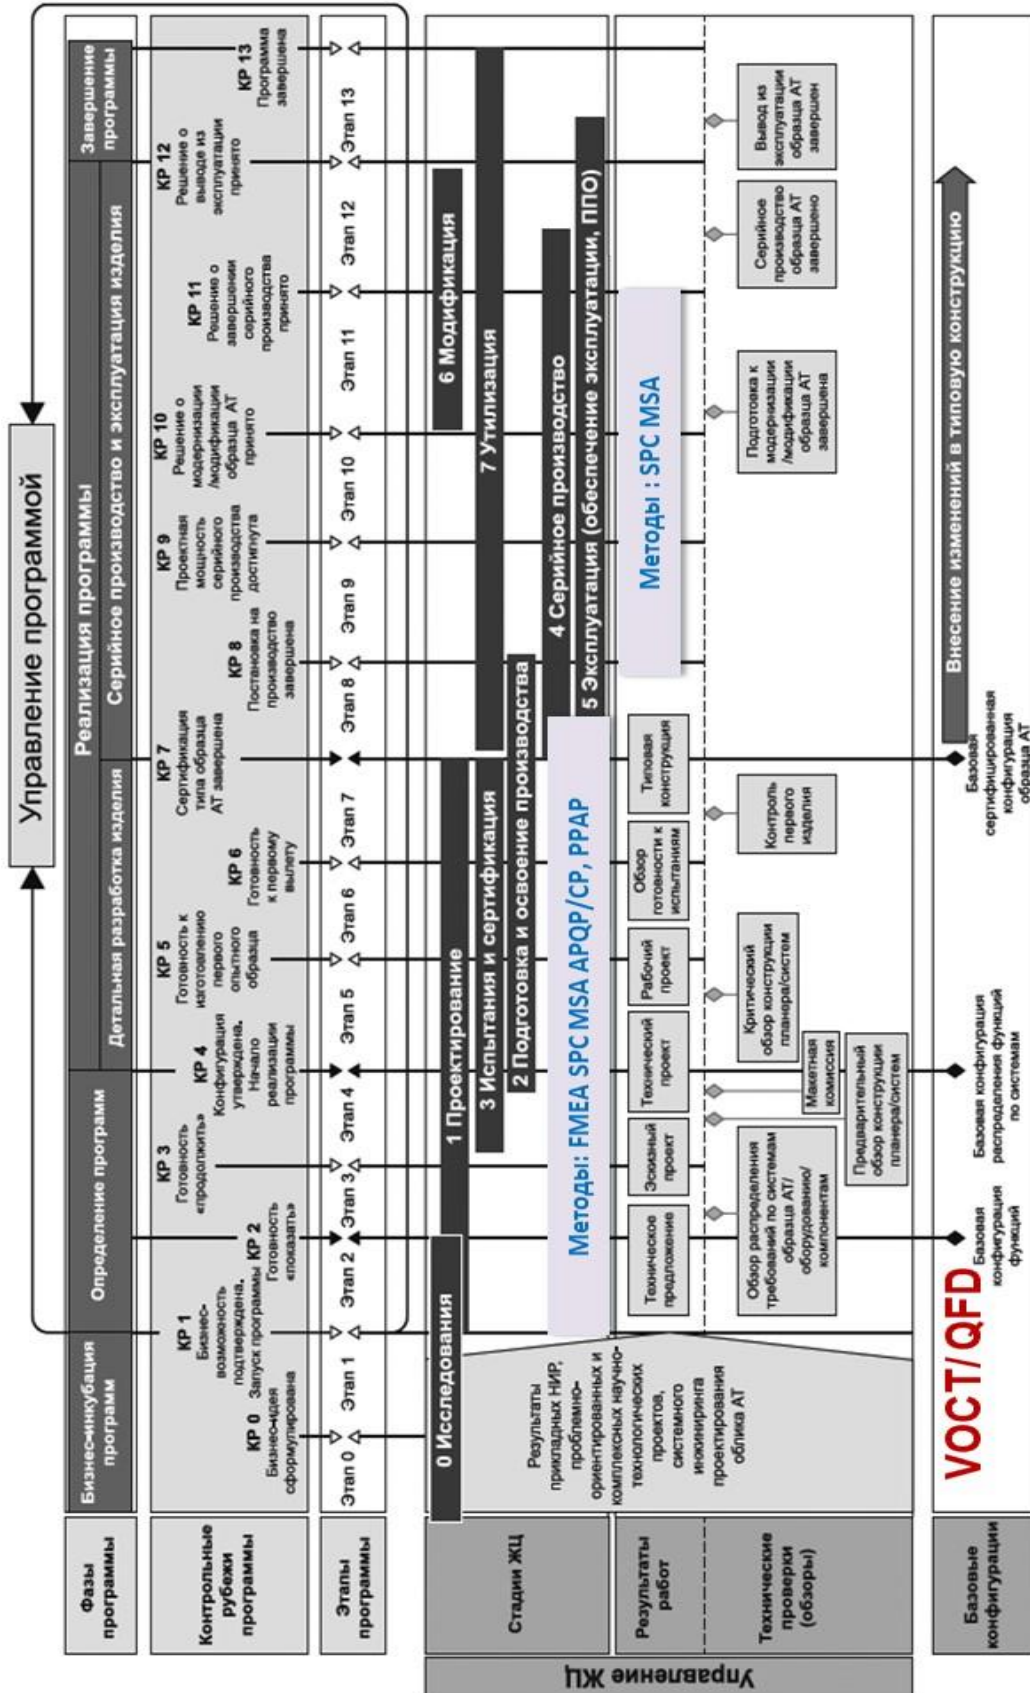 Управление программой
Фазы
программы
Бизнес-инкубация
программ
Определение программ
Реализация программы
Детальная разработка изделия
Серийное производство и эксплуатация изделия
Завершение
программы
Контрольные
рубежи
программы
КР 0
Бизнес-идея
сформулирована
КР 1
Бизнес-
возможность
подтверждена.
Запуск программы
КР 2
Готовность
«показать»
КР 3
Готовность
«продолжить»
КР 4
Конфигурация
утверждена.
Начало
реализации
программы
КР 5
Готовность к
изготовлению
первого
опытного
образца
КР 6
Готовность
к первому
вылету
КР 7
Сертификация
типа образца
АТ завершена
КР 8
Постановка на
производство
завершена
КР 9
Проектная
мощность
серийного
производства
достигнута
КР 10
Решение о
модернизации
/модификации
образца АТ
принято
КР 11
Решение о
завершении
серийного
производства
принято
КР 12
Решение о
выводе из
эксплуатации
принято
КР 13
Программа
завершена
Этапы
программы
Этап 0
Этап 1
Этап 2
Этап 3
Этап 4
Этап 5
Этап 6
Этап 7
Этап 8
Этап 9
Этап 10
Этап 11
Этап 12
Этап 13
Управление ЖЦ
Стадии ЖЦ
0 Исследования
1 Проектирование
6 Модификация
3 Испытания и сертификация
7 Утилизация
2 Подготовка и освоение производства
4 Серийное производство
5 Эксплуатация (обеспечение эксплуатации, ППО)
Методы: FMEA SPC MSA APQP/CP, PPAP
Методы : SPC MSA
Результаты
прикладных НИР,
проблемно-
ориентированных и
комплексных научно-
технологических
проектов,
системного
инжиниринга
проектирования
облика АТ
Результаты
работ
Техническое
предложение
Эскизный
проект
Технический
проект
Рабочий
проект
Обзор
готовности к
испытаниям
Типовая
конструкция
Технические
проверки
(обзоры)
Обзор распределения
требований по системам
образца АТ/
оборудованию/
компонентам
Предварительный
обзор конструкции
планера/систем
Макетная
комиссия
Критический
обзор конструкции
планера/систем
Контроль
первого
изделия
Подготовка к
модернизации
/модификации
образца АТ
завершена
Серийное
производство
образца АТ
завершено
Вывод из
эксплуатации
образца АТ
завершен
Базовые
конфигурации
VOCT/QFD
Базовая
конфигурация
функций
Базовая конфигурация
распределения функций
по системам
Базовая
сертифицированная
конфигурация
образца АТ
Внесение изменений в типовую конструкцию